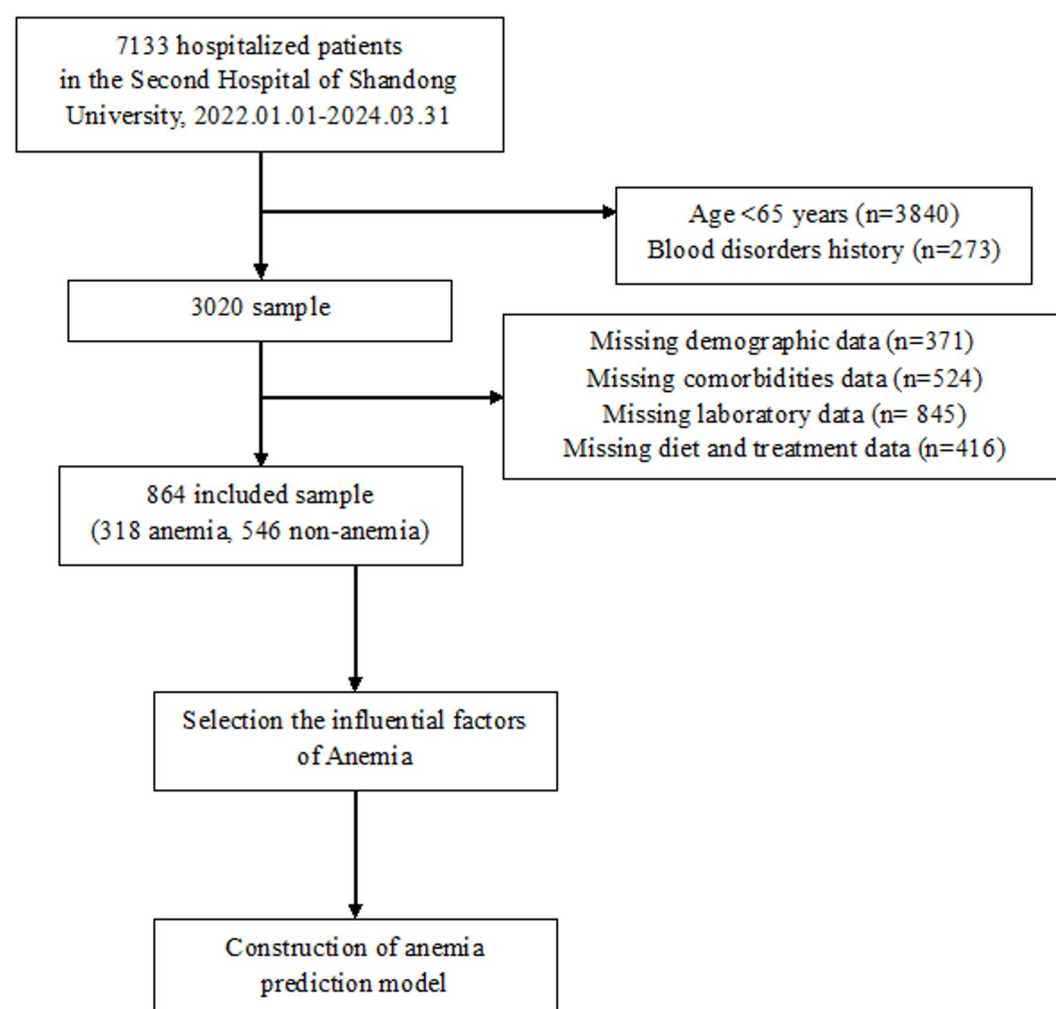 7133 hospitalized patients
in the Second Hospital of Shandong
University, 2022.01.01-2024.03.31
Age <65 years (n=3840)
Blood disorders history (n=273)
3020 sample
Missing demographic data (n=371)
Missing comorbidities data (n=524)
Missing laboratory data (n= 845)
Missing diet and treatment data (n=416)
864 included sample
(318 anemia, 546 non-anemia)
Selection the influential factors
of Anemia
Construction of anemia
prediction model